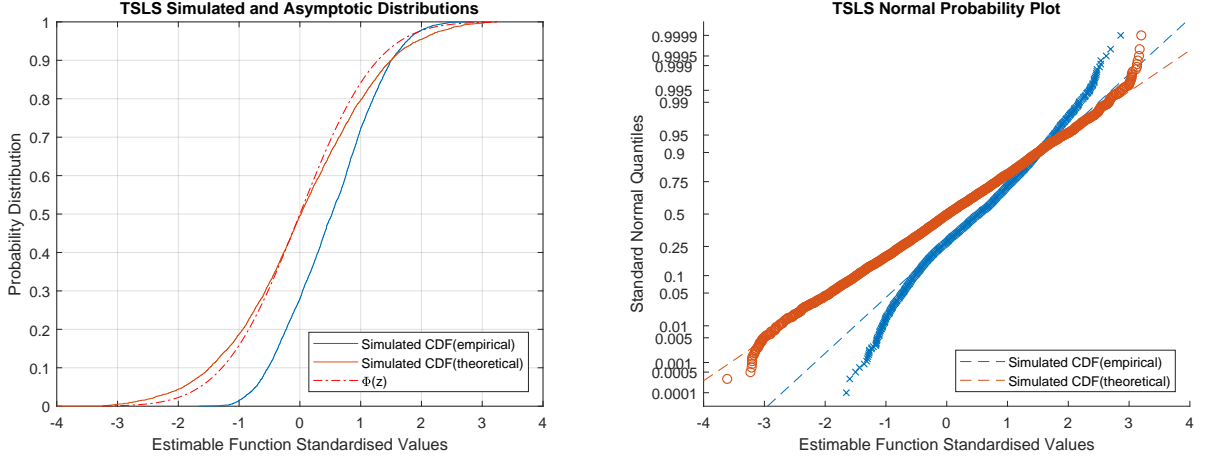 TSLS Simulated and Asymptotic Distributions
1
0.9
0.8
0.7
0.6
0.5
0.4
0.3
0.2
0.1
0
Probability Distribution
-4 -3 -2 -1 0 1 2 3 4
Estimable Function Standardised Values
Simulated CDF(empirical)
Simulated CDF(theoretical)
Φ(z)
TSLS Normal Probability Plot
0.9999
0.9995
0.999
0.995
0.99
0.95
0.9
0.75
0.5
0.25
0.1
0.05
0.01
0.005
0.001
0.0005
0.0001
Standard Normal Quantiles
-4 -3 -2 -1 0 1 2 3 4
Estimable Function Standardised Values
Simulated CDF(empirical)
Simulated CDF(theoretical)